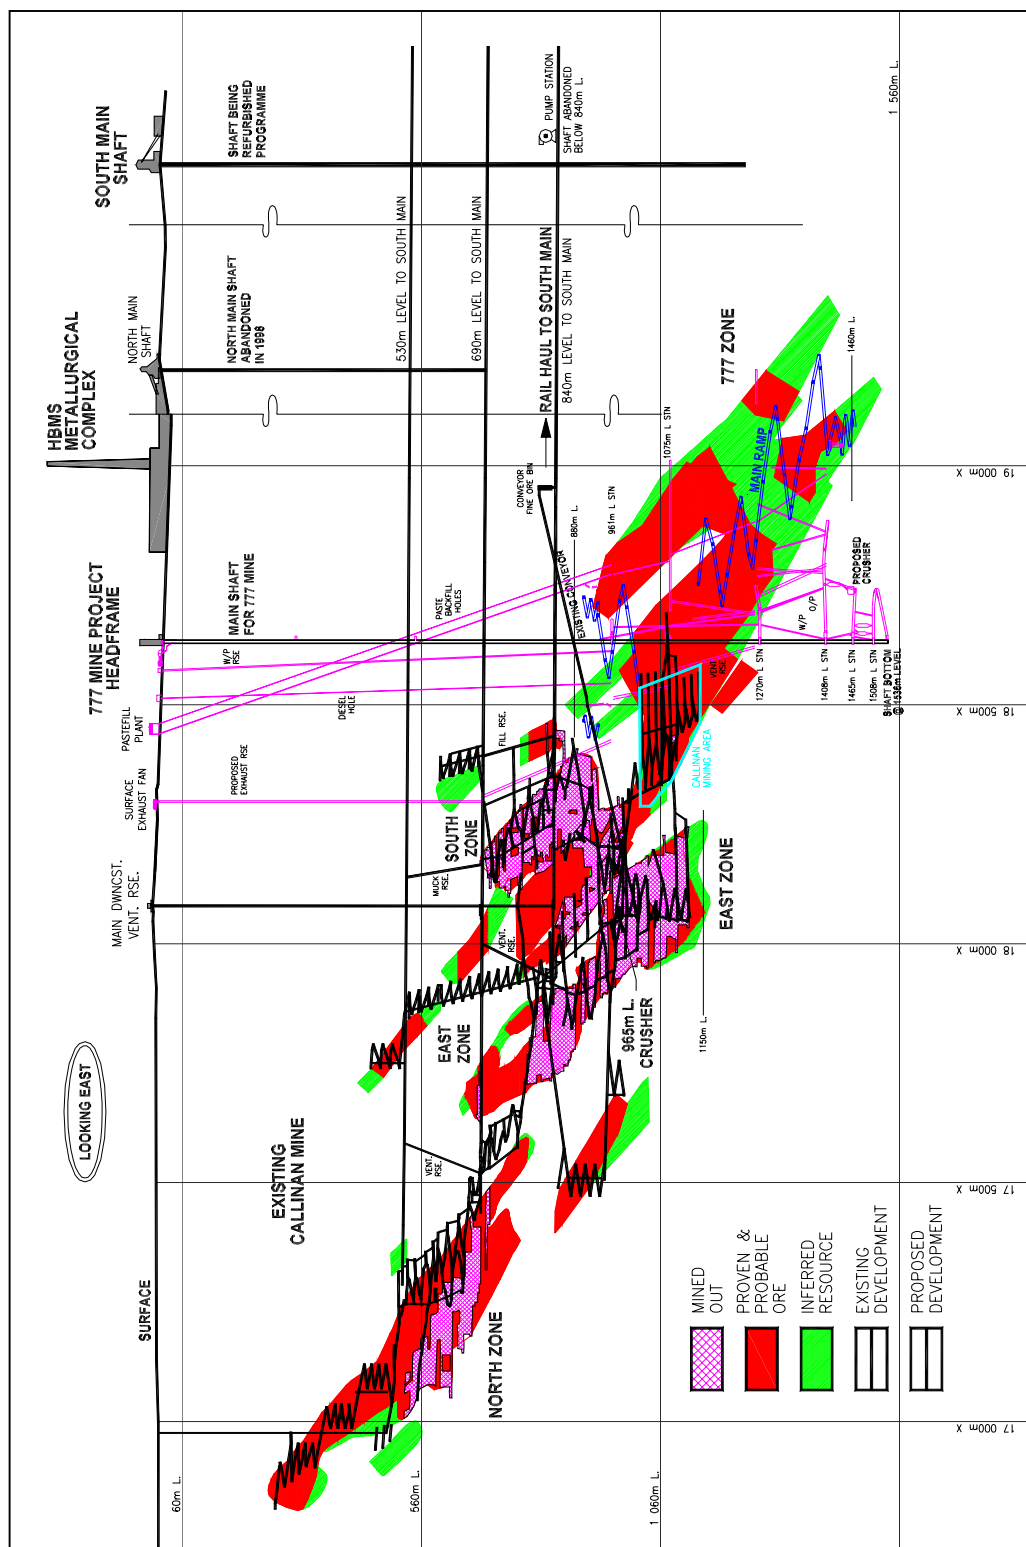 LOOKING EAST
SOUTH MAIN
SHAFT
HBMS
METALLURGICAL
COMPLEX
NORTH MAIN
SHAFT
777 MINE PROJECT
HEADFRAME
PASTEFILL
PLANT
SURFACE
EXHAUST FAN
MAIN DWNCST.
VENT. RSE.
SURFACE
SHAFT BEING
REFURBISHED
PROGRAMME
NORTH MAIN SHAFT
ABANDONED
IN 1998
MAIN SHAFT
FOR 777 MINE
W/P
RSE
DIESEL
HOLE
PROPOSED
EXHAUST RSE
PASTE
BACKFILL
HOLES
EXISTING
CALLINAN MINE
530m LEVEL TO SOUTH MAIN
690m LEVEL TO SOUTH MAIN
RAIL HAUL TO SOUTH MAIN
840m LEVEL TO SOUTH MAIN
PUMP STATION
SHAFT ABANDONED
BELOW 840m L.
CONVEYOR
FINE ORE BIN
880m L.
EXISTING CONVEYOR
961m L STN
1075m L STN
777 ZONE
MAIN RAMP
1460m L.
PROPOSED
CRUSHER
W/P
O/P
VENT.
RSE
1270m L STN
1408m L STN
1465m L STN
1508m L STN
SHAFT BOTTOM
@ 1538m LEVEL
CALLINAN
MINING AREA
FILL RSE.
SOUTH
ZONE
MUCK
RSE.
VENT.
RSE.
EAST ZONE
EAST
ZONE
965m L.
CRUSHER
1150m L.
VENT.
RSE.
NORTH ZONE
60m L.
560m L.
1 060m L.
1 560m L.
19 000m X
18 500m X
18 000m X
17 500m X
17 000m X
MINED
OUT
PROVEN &
PROBABLE
ORE
INFERRED
RESOURCE
EXISTING
DEVELOPMENT
PROPOSED
DEVELOPMENT